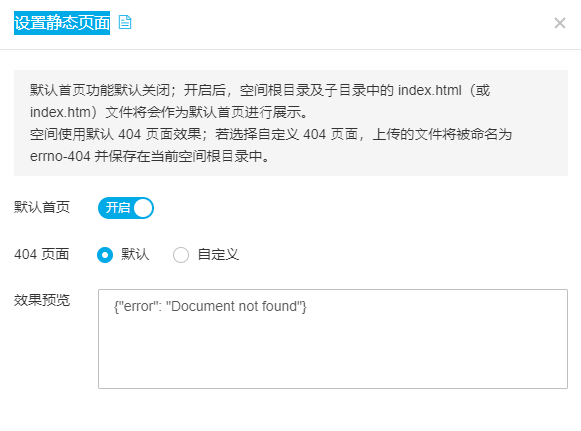 设置静态页面
默认首页功能默认关闭；开启后，空间根目录及子目录中的 index.html（或
index.htm）文件将会作为默认首页进行展示。
空间使用默认 404 页面效果；若选择自定义 404 页面，上传的文件将被命名为
errno-404 并保存在当前空间根目录中。
默认首页 开启
404 页面 默认 自定义
效果预览 {"error": "Document not found"}